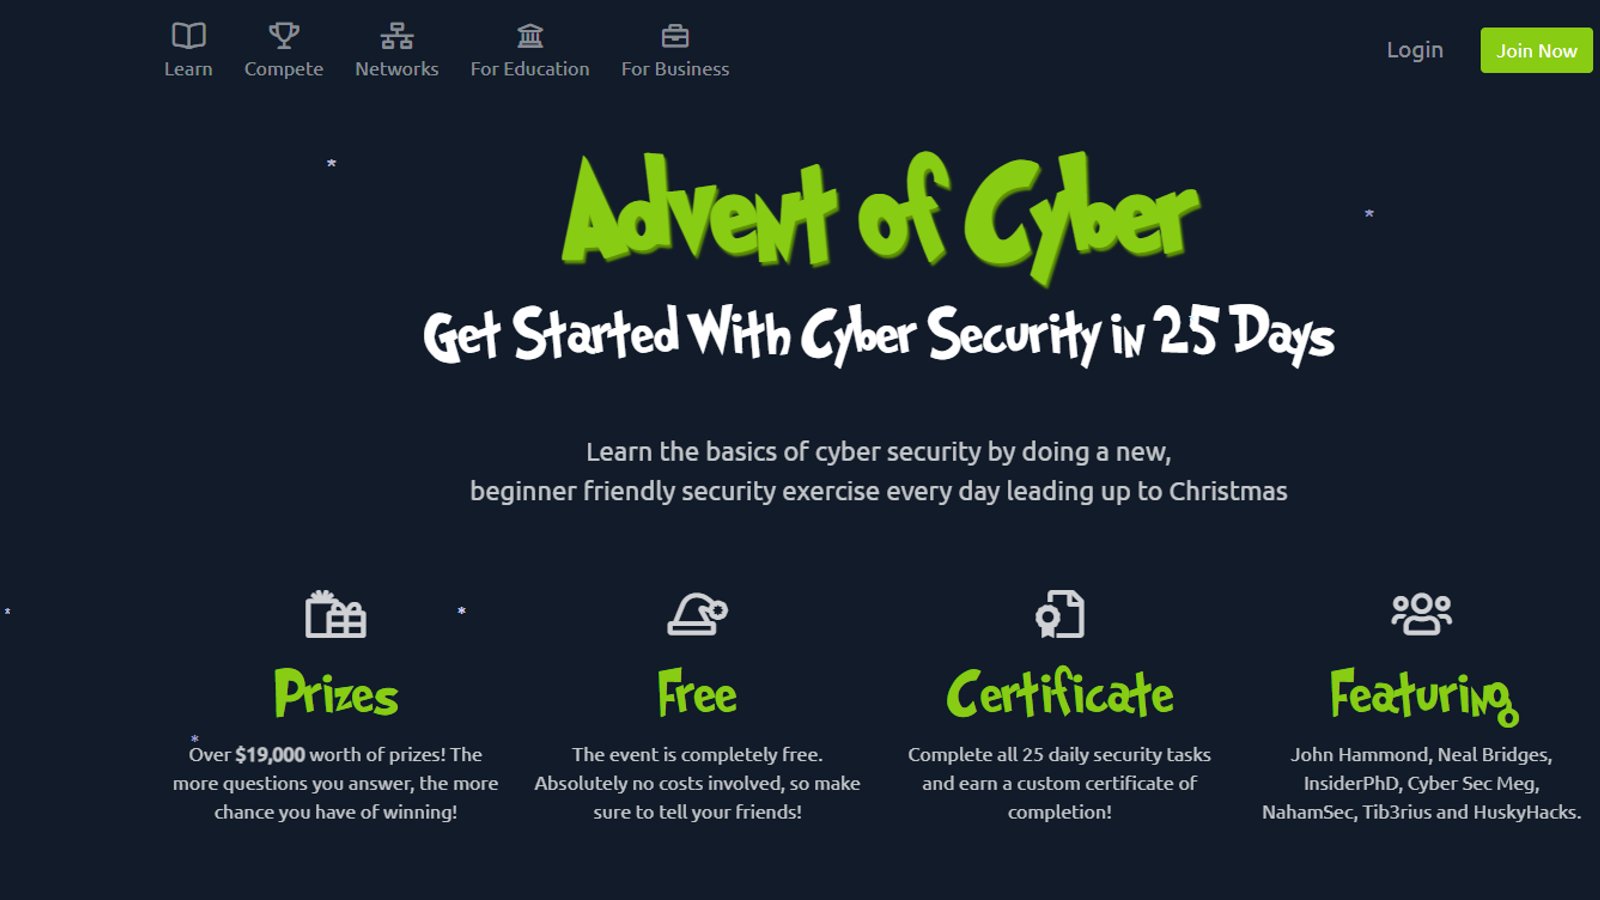 Learn
Compete
Networks
For Education
For Business
Login
Join Now
Advent of Cyber
Get Started With Cyber Security in 25 Days
Learn the basics of cyber security by doing a new,
beginner friendly security exercise every day leading up to Christmas
Prizes
Over $19,000 worth of prizes! The
more questions you answer, the more
chance you have of winning!
Free
The event is completely free.
Absolutely no costs involved, so make
sure to tell your friends!
Certificate
Complete all 25 daily security tasks
and earn a custom certificate of
completion!
Featuring
John Hammond, Neal Bridges,
InsiderPhD, Cyber Sec Meg,
NahamSec, Tib3rius and HuskyHacks.